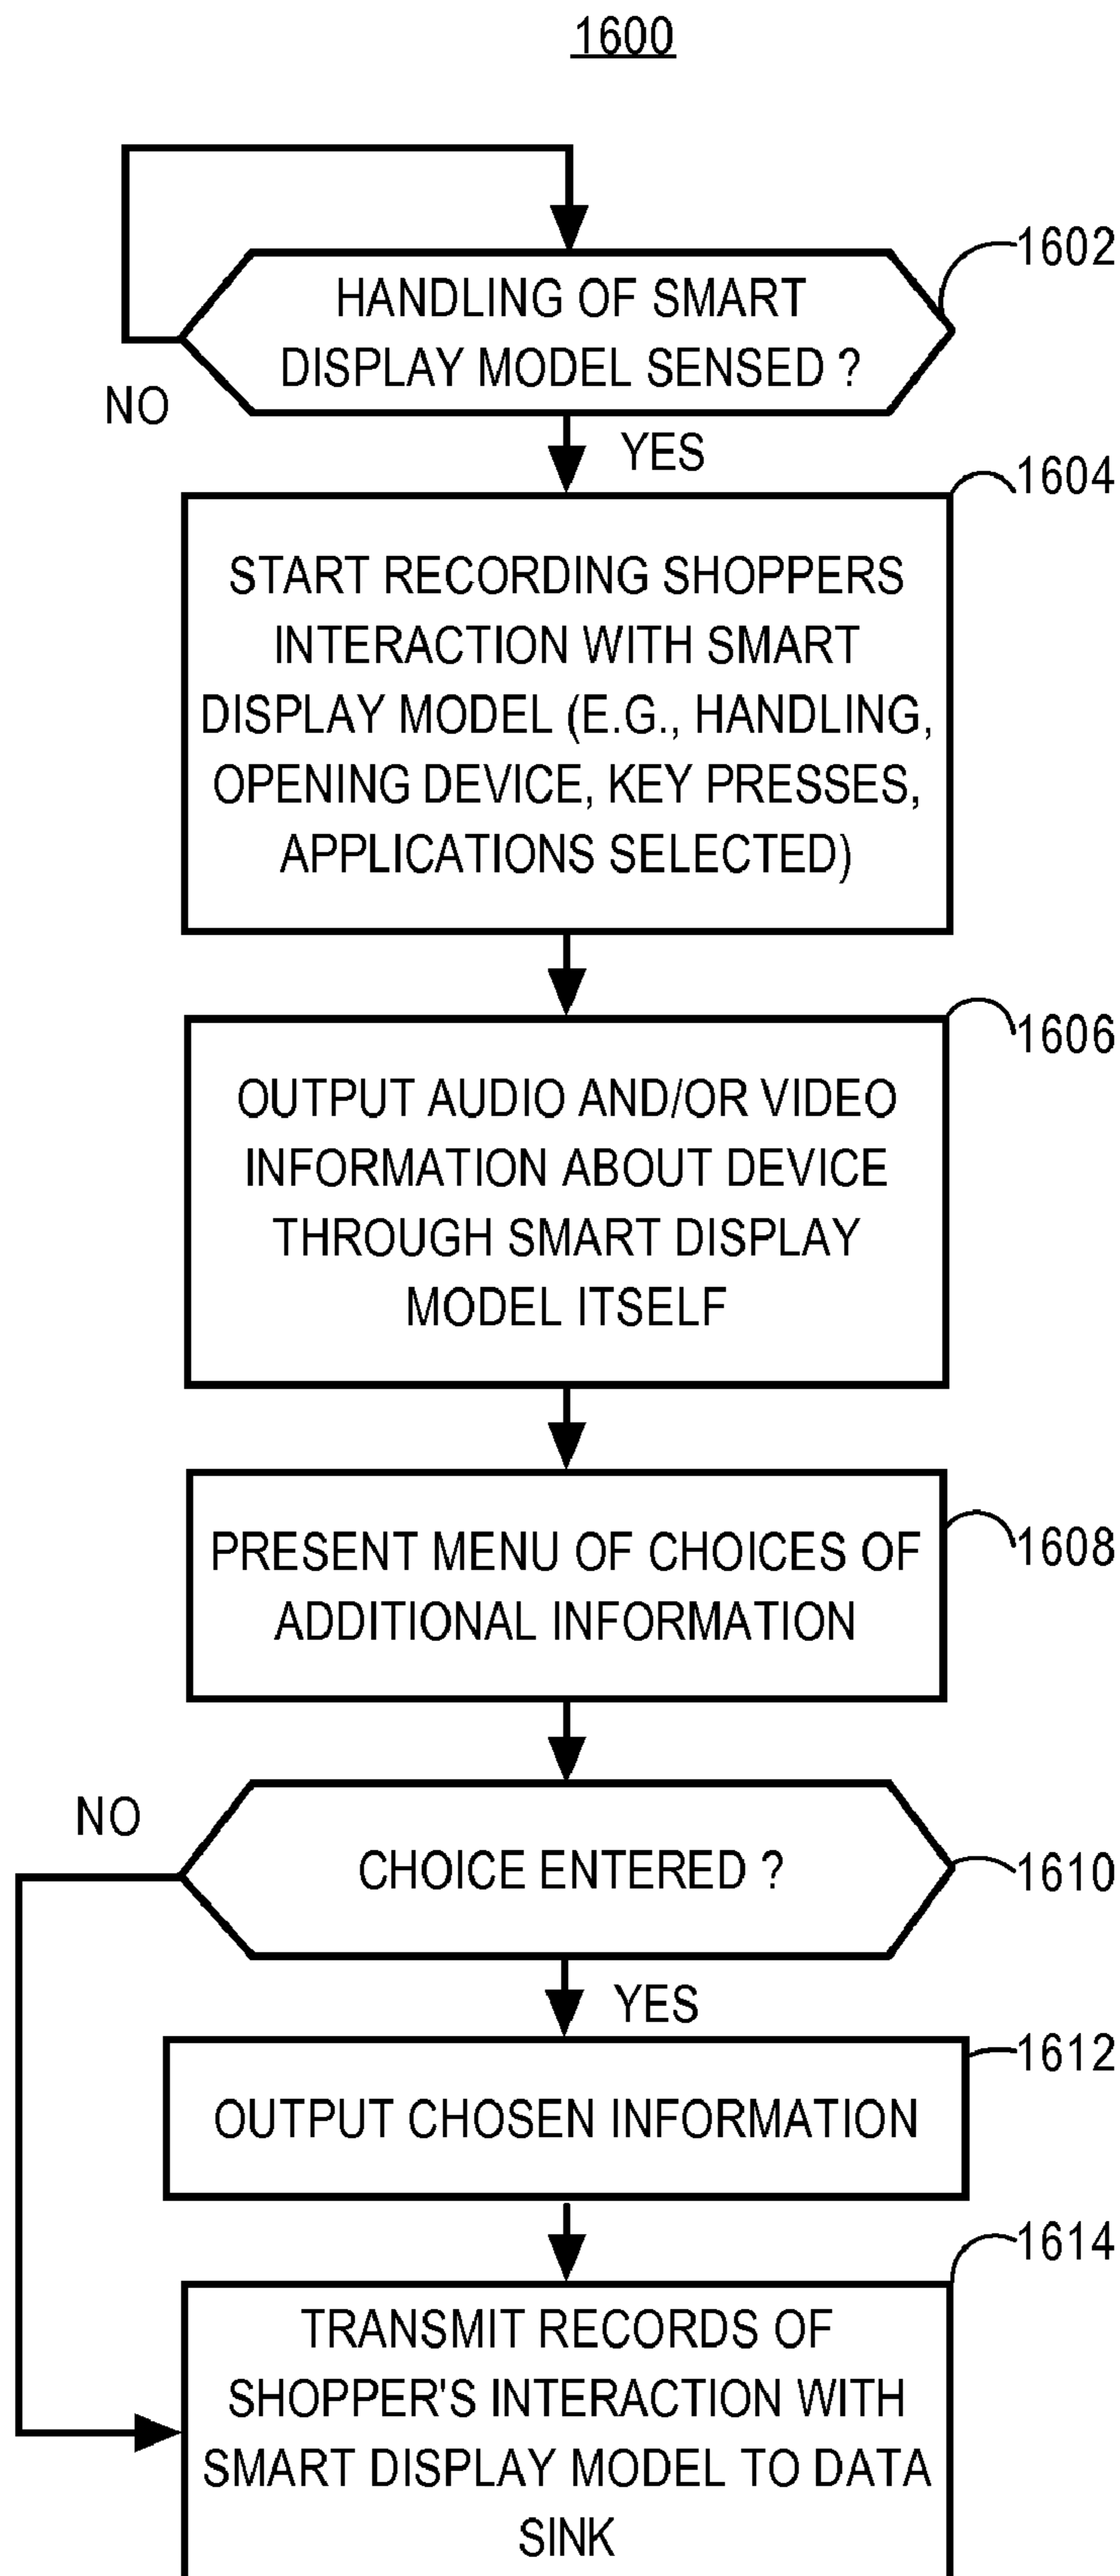 1600
1602
HANDLING OF SMART
DISPLAY MODEL SENSED ?
NO
YES
1604
START RECORDING SHOPPERS
INTERACTION WITH SMART
DISPLAY MODEL (E.G., HANDLING,
OPENING DEVICE, KEY PRESSES,
APPLICATIONS SELECTED)
1606
OUTPUT AUDIO AND/OR VIDEO
INFORMATION ABOUT DEVICE
THROUGH SMART DISPLAY
MODEL ITSELF
1608
PRESENT MENU OF CHOICES OF
ADDITIONAL INFORMATION
NO
CHOICE ENTERED ?
1610
YES
1612
OUTPUT CHOSEN INFORMATION
1614
TRANSMIT RECORDS OF
SHOPPER'S INTERACTION WITH
SMART DISPLAY MODEL TO DATA
SINK